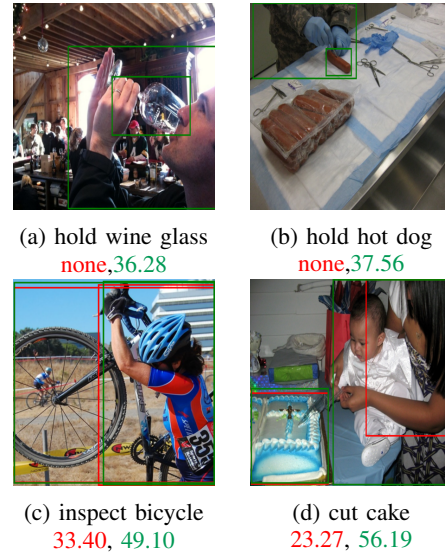 (a) hold wine glass
none,36.28
(b) hold hot dog
none,37.56
(c) inspect bicycle
33.40, 49.10
(d) cut cake
23.27, 56.19